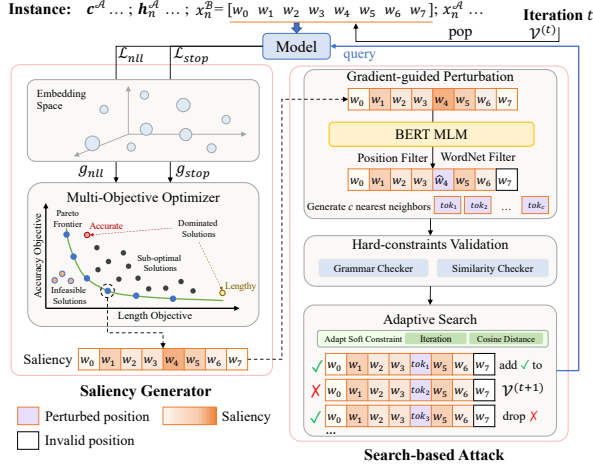 Instance: c^A ... ; h_n^A ... ; x_n^B = [w0 w1 w2 w3 w4 w5 w6 w7]; x_n^A ...
Iteration t
pop
V^(t)
L_nll
L_stop
Model
query
Embedding
Space
g_nll
g_stop
Multi-Objective Optimizer
Pareto
Frontier
Accurate
Dominated
Solutions
Sub-optimal
Solutions
Infeasible
Solutions
Lengthy
Accuracy Objective
Length Objective
Saliency
w0 w1 w2 w3 w4 w5 w6 w7
Saliency Generator
Perturbed position
Saliency
Invalid position
Gradient-guided Perturbation
w0 w1 w2 w3 w4 w5 w6 w7
BERT MLM
Position Filter
WordNet Filter
w0 w1 w2 w3 ŵ4 w5 w6 w7
Generate c nearest neighbors
tok1 tok2 ... tokc
Hard-constraints Validation
Grammar Checker
Similarity Checker
Adaptive Search
Adapt Soft Constraint
Iteration
Cosine Distance
✓ w0 w1 w2 w3 tok1 w5 w6 w7 add ✓ to
✗ w0 w1 w2 w3 tok2 w5 w6 w7 V^(t+1)
✓ w0 w1 w2 w3 tok3 w5 w6 w7 drop ✗
...
Search-based Attack